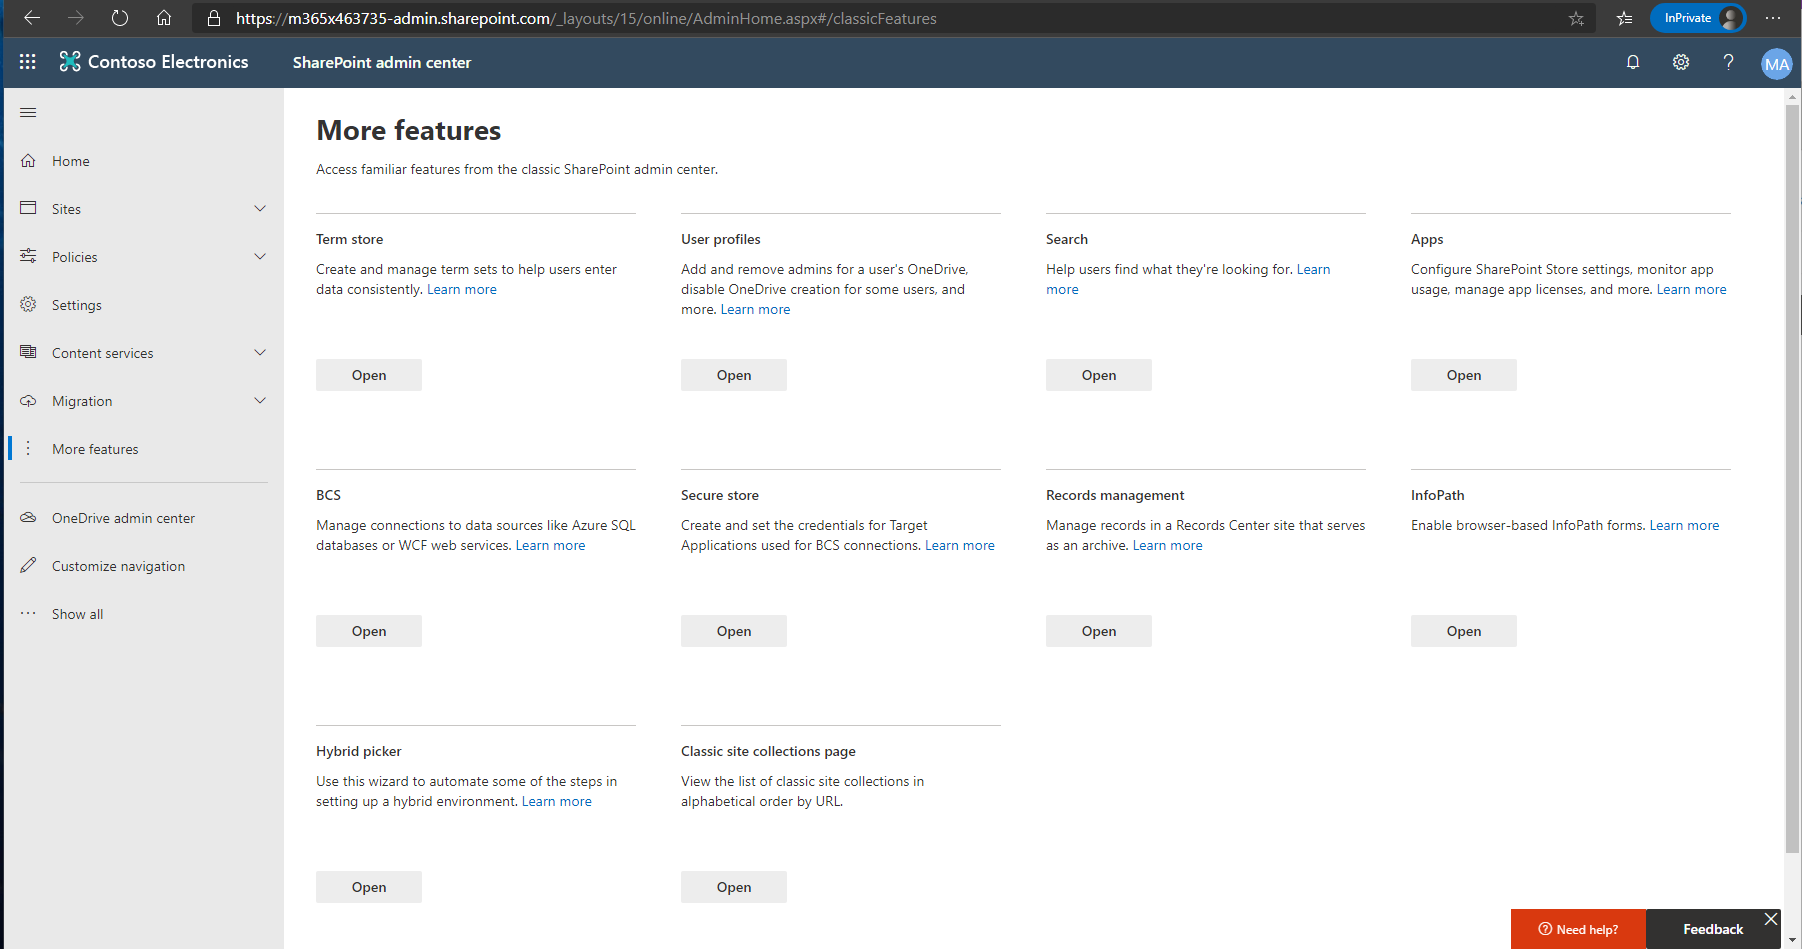 https://m365x463735-admin.sharepoint.com/_layouts/15/online/AdminHome.aspx#/classicFeatures
InPrivate
Contoso Electronics
SharePoint admin center
MA
Home
Sites
Policies
Settings
Content services
Migration
More features
OneDrive admin center
Customize navigation
Show all
More features
Access familiar features from the classic SharePoint admin center.
Term store
Create and manage term sets to help users enter
data consistently. Learn more
Open
User profiles
Add and remove admins for a user's OneDrive,
disable OneDrive creation for some users, and
more. Learn more
Open
Search
Help users find what they're looking for. Learn
more
Open
Apps
Configure SharePoint Store settings, monitor app
usage, manage app licenses, and more. Learn more
Open
BCS
Manage connections to data sources like Azure SQL
databases or WCF web services. Learn more
Open
Secure store
Create and set the credentials for Target
Applications used for BCS connections. Learn more
Open
Records management
Manage records in a Records Center site that serves
as an archive. Learn more
Open
InfoPath
Enable browser-based InfoPath forms. Learn more
Open
Hybrid picker
Use this wizard to automate some of the steps in
setting up a hybrid environment. Learn more
Open
Classic site collections page
View the list of classic site collections in
alphabetical order by URL.
Open
Need help?
Feedback